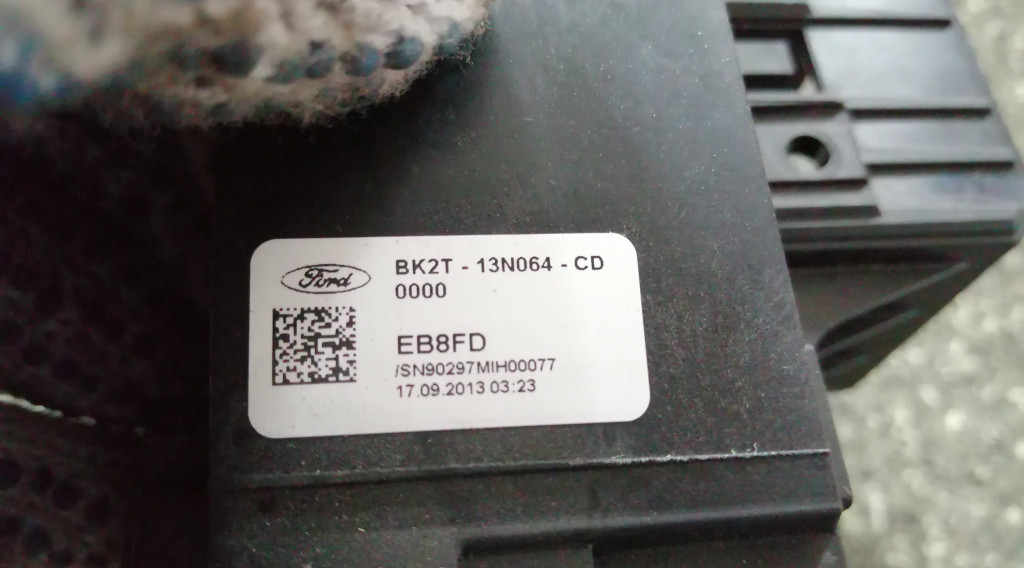 Ford
BK2T - 13N064 - CD
0000
EB8FD
/SN90297MIH00077
17.09.2013 03:23